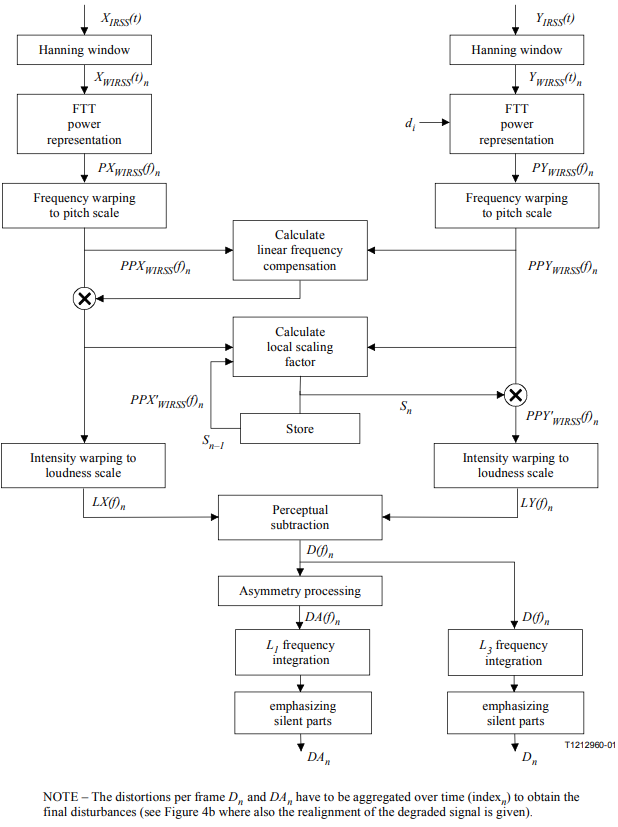 X_IRSS(t)
Y_IRSS(t)
Hanning window
Hanning window
X_WIRSS(t)_n
Y_WIRSS(t)_n
FTT
power
representation
d_i
FTT
power
representation
PX_WIRSS(f)_n
PY_WIRSS(f)_n
Frequency warping
to pitch scale
Frequency warping
to pitch scale
Calculate
linear frequency
compensation
PPX_WIRSS(f)_n
PPY_WIRSS(f)_n
Calculate
local scaling
factor
PPX'_WIRSS(f)_n
S_n
PPY'_WIRSS(f)_n
Store
S_n–1
Intensity warping to
loudness scale
Intensity warping to
loudness scale
LX(f)_n
LY(f)_n
Perceptual
subtraction
D(f)_n
Asymmetry processing
DA(f)_n
D(f)_n
L_1 frequency
integration
L_3 frequency
integration
emphasizing
silent parts
emphasizing
silent parts
T1212960-01
DA_n
D_n
NOTE – The distortions per frame D_n and DA_n have to be aggregated over time (index_n) to obtain the
final disturbances (see Figure 4b where also the realignment of the degraded signal is given).